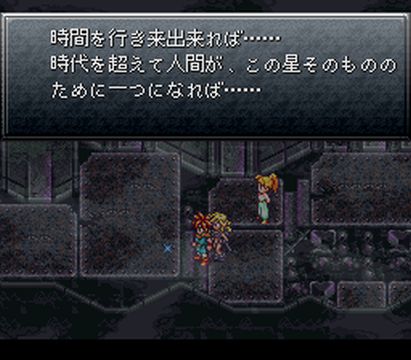 時間を行き来出来れば……
時代を超えて人間が、この星そのものの
ために一つになれば……